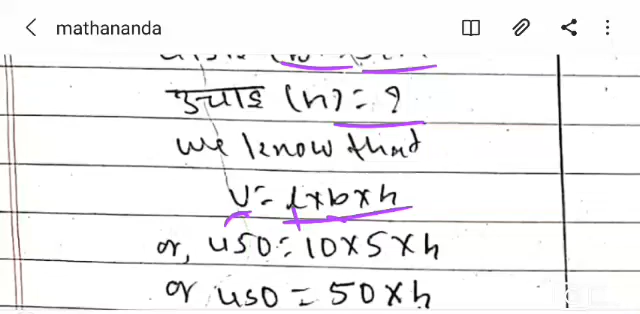 mathananda
उचाइ (h) = ?
we know that
V = l × b × h
or, 450 = 10 × 5 × h
or 450 = 50 × h